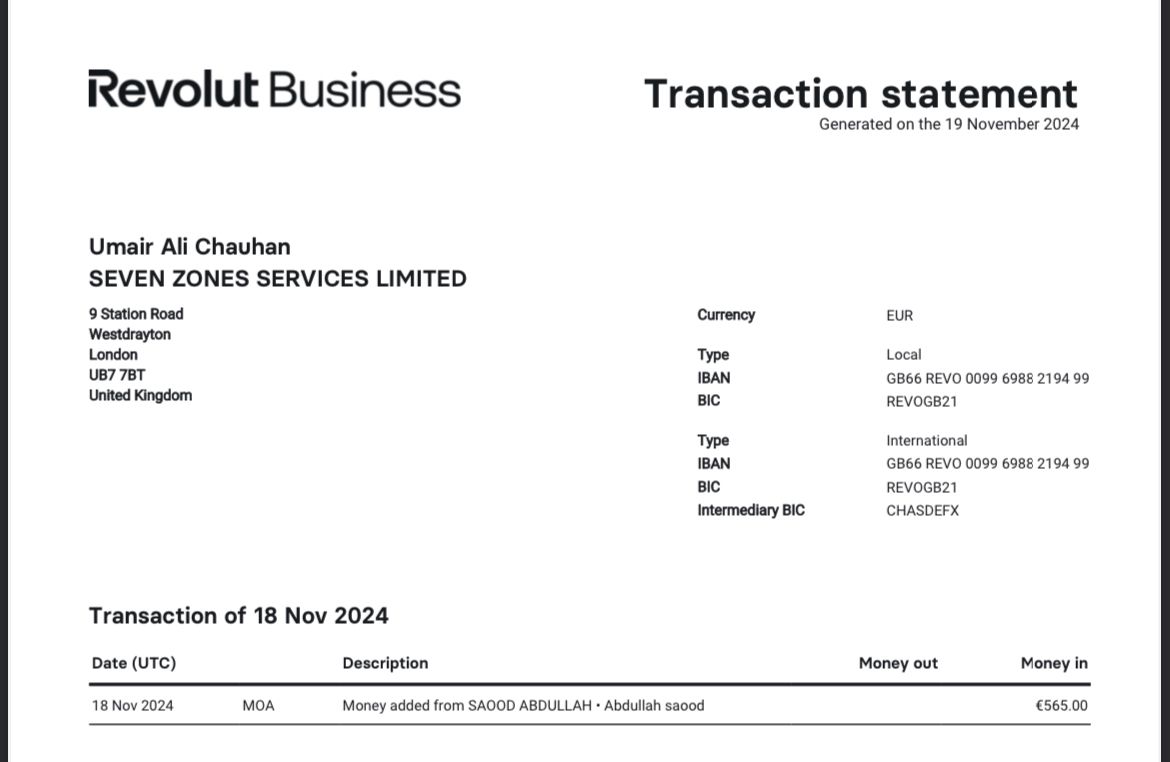 Revolut Business
Transaction statement
Generated on the 19 November 2024
Umair Ali Chauhan
SEVEN ZONES SERVICES LIMITED
9 Station Road
Westdrayton
London
UB7 7BT
United Kingdom
Currency EUR
Type Local
IBAN GB66 REVO 0099 6988 2194 99
BIC REVOGB21
Type International
IBAN GB66 REVO 0099 6988 2194 99
BIC REVOGB21
Intermediary BIC CHASDEFX
Transaction of 18 Nov 2024
Date (UTC) Description Money out Money in
18 Nov 2024 MOA Money added from SAOOD ABDULLAH • Abdullah saood €565.00